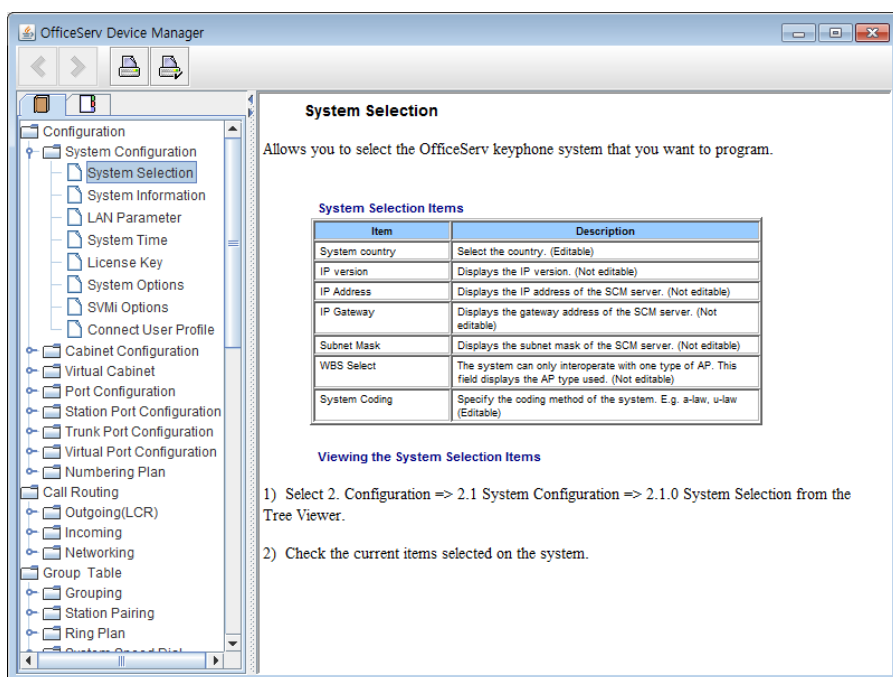 OfficeServ Device Manager
Configuration
System Configuration
System Selection
System Information
LAN Parameter
System Time
License Key
System Options
SVMi Options
Connect User Profile
Cabinet Configuration
Virtual Cabinet
Port Configuration
Station Port Configuration
Trunk Port Configuration
Virtual Port Configuration
Numbering Plan
Call Routing
Outgoing(LCR)
Incoming
Networking
Group Table
Grouping
Station Pairing
Ring Plan
System Speed Dial
System Selection
Allows you to select the OfficeServ keyphone system that you want to program.
System Selection Items
Item Description
System country Select the country. (Editable)
IP version Displays the IP version. (Not editable)
IP Address Displays the IP address of the SCM server. (Not editable)
IP Gateway Displays the gateway address of the SCM server. (Not
editable)
Subnet Mask Displays the subnet mask of the SCM server. (Not editable)
WBS Select The system can only interoperate with one type of AP. This
field displays the AP type used. (Not editable)
System Coding Specify the coding method of the system. E.g. a-law, u-law
(Editable)
Viewing the System Selection Items
1) Select 2. Configuration => 2.1 System Configuration => 2.1.0 System Selection from the
Tree Viewer.
2) Check the current items selected on the system.